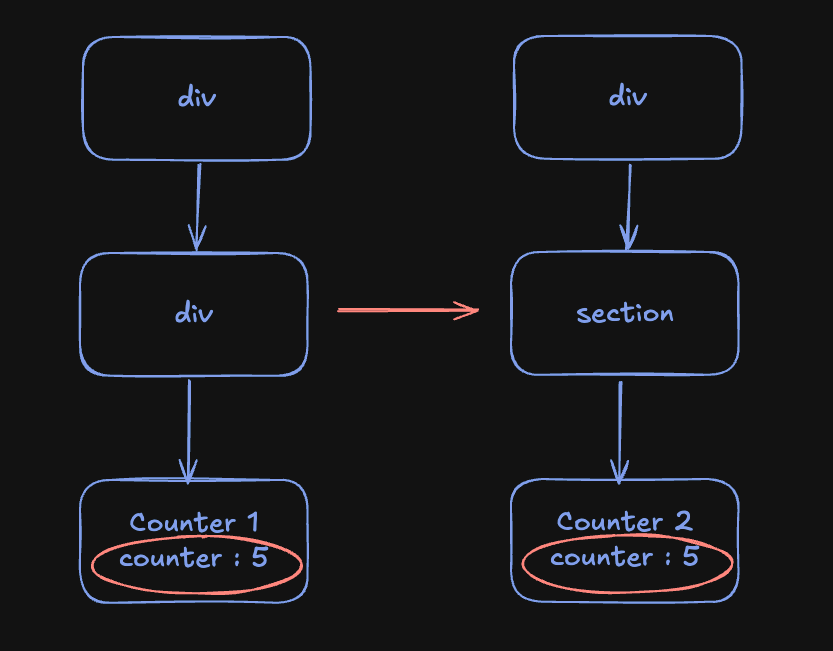 div
div
div
section
Counter 1
counter : 5
Counter 2
counter : 5